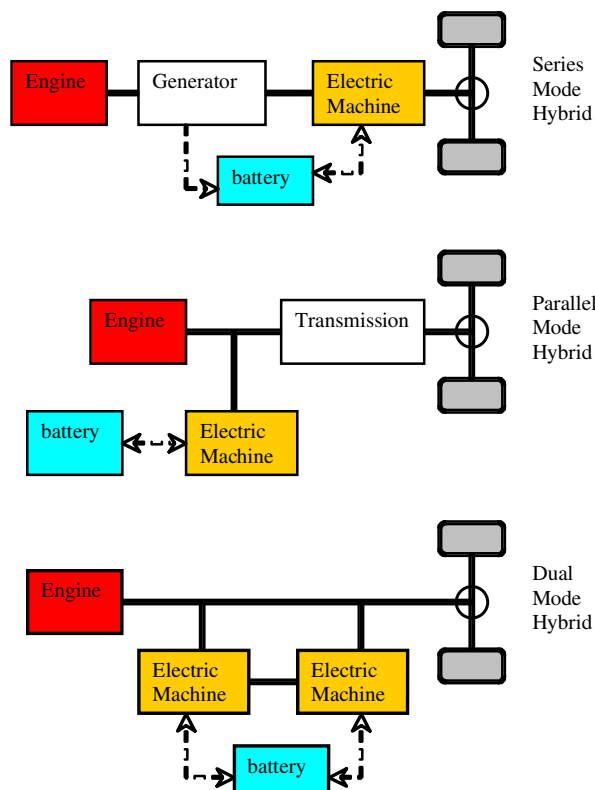 Engine
Generator
Electric
Machine
battery
Series
Mode
Hybrid
Engine
Transmission
battery
Electric
Machine
Parallel
Mode
Hybrid
Engine
Electric
Machine
Electric
Machine
battery
Dual
Mode
Hybrid